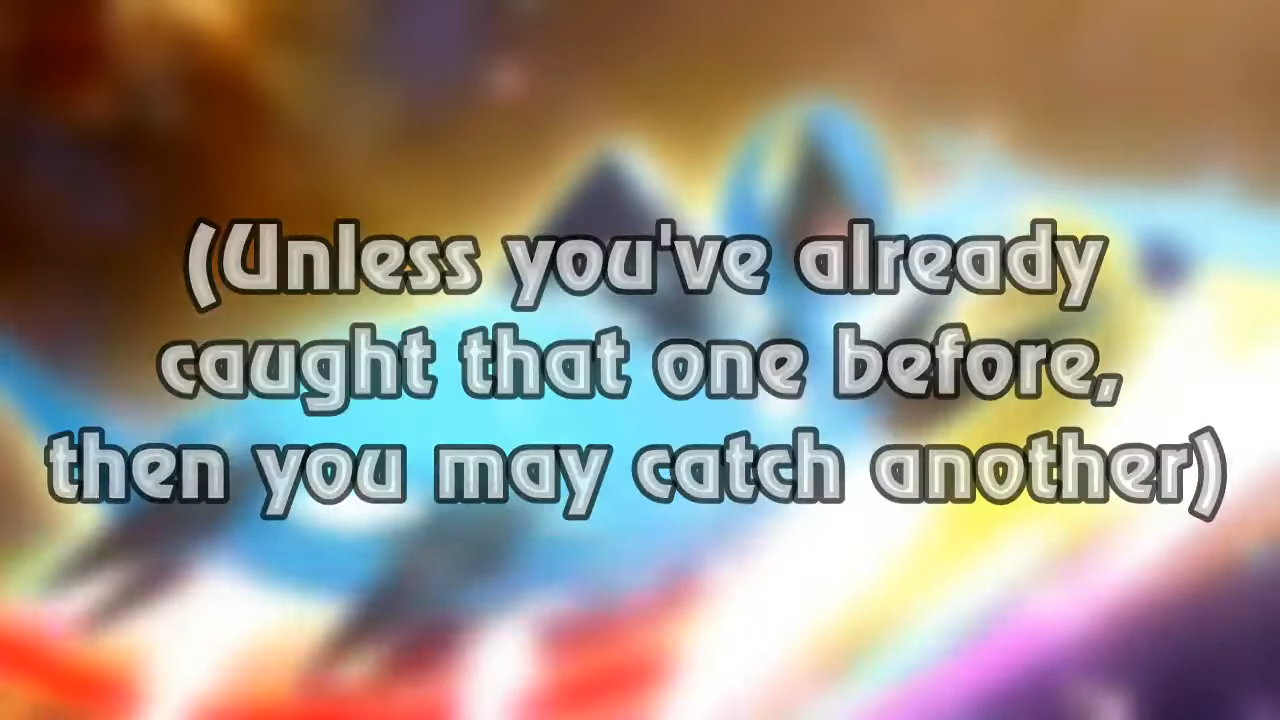 (Unless you've already
caught that one before,
then you may catch another)